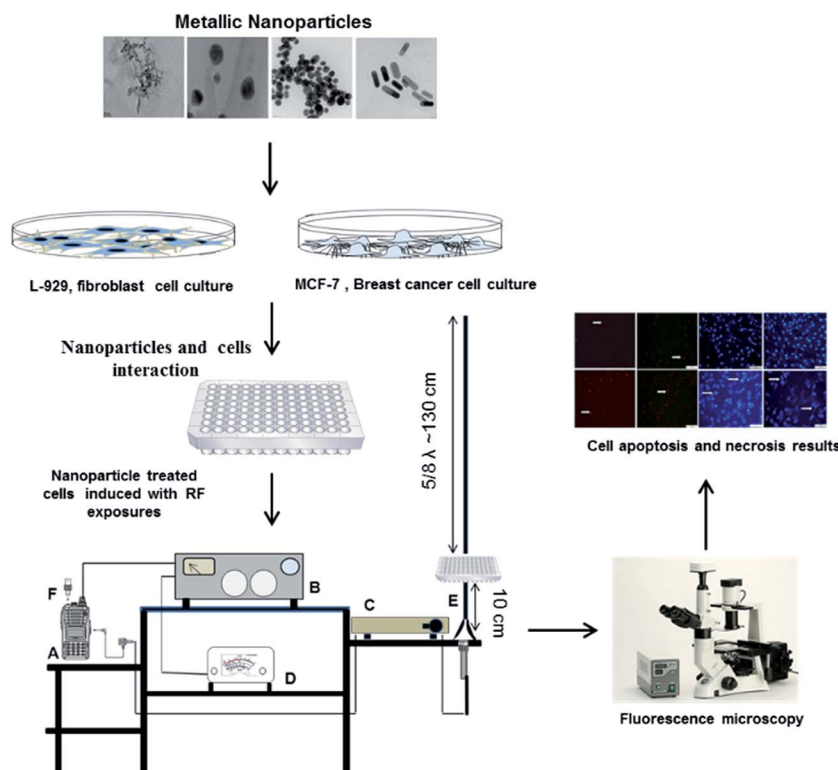 Metallic Nanoparticles
L-929, fibroblast cell culture
MCF-7 , Breast cancer cell culture
Nanoparticles and cells
interaction
5/8 λ ~130 cm
Nanoparticle treated
cells induced with RF
exposures
Cell apoptosis and necrosis results
F
A
B
C
D
E
10 cm
Fluorescence microscopy